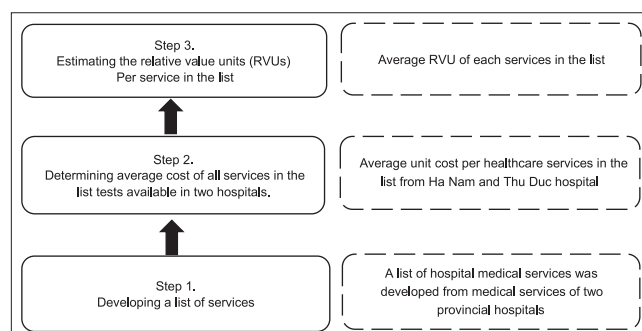 Step 3.
Estimating the relative value units (RVUs)
Per service in the list
Average RVU of each services in the list
Step 2.
Determining average cost of all services in the
list tests available in two hospitals.
Average unit cost per healthcare services in the
list from Ha Nam and Thu Duc hospital
Step 1.
Developing a list of services
A list of hospital medical services was
developed from medical services of two
provincial hospitals